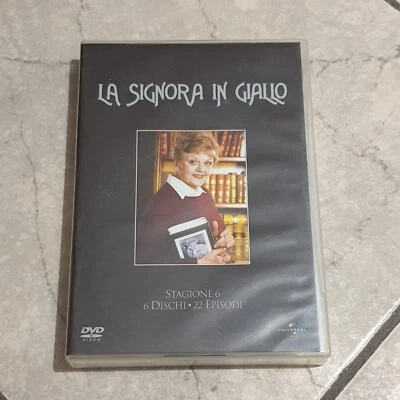 LA SIGNORA IN GIALLO
STAGIONE 6
6 DISCHI • 22 EPISODI
DVD
VIDEO
UNIVERSAL